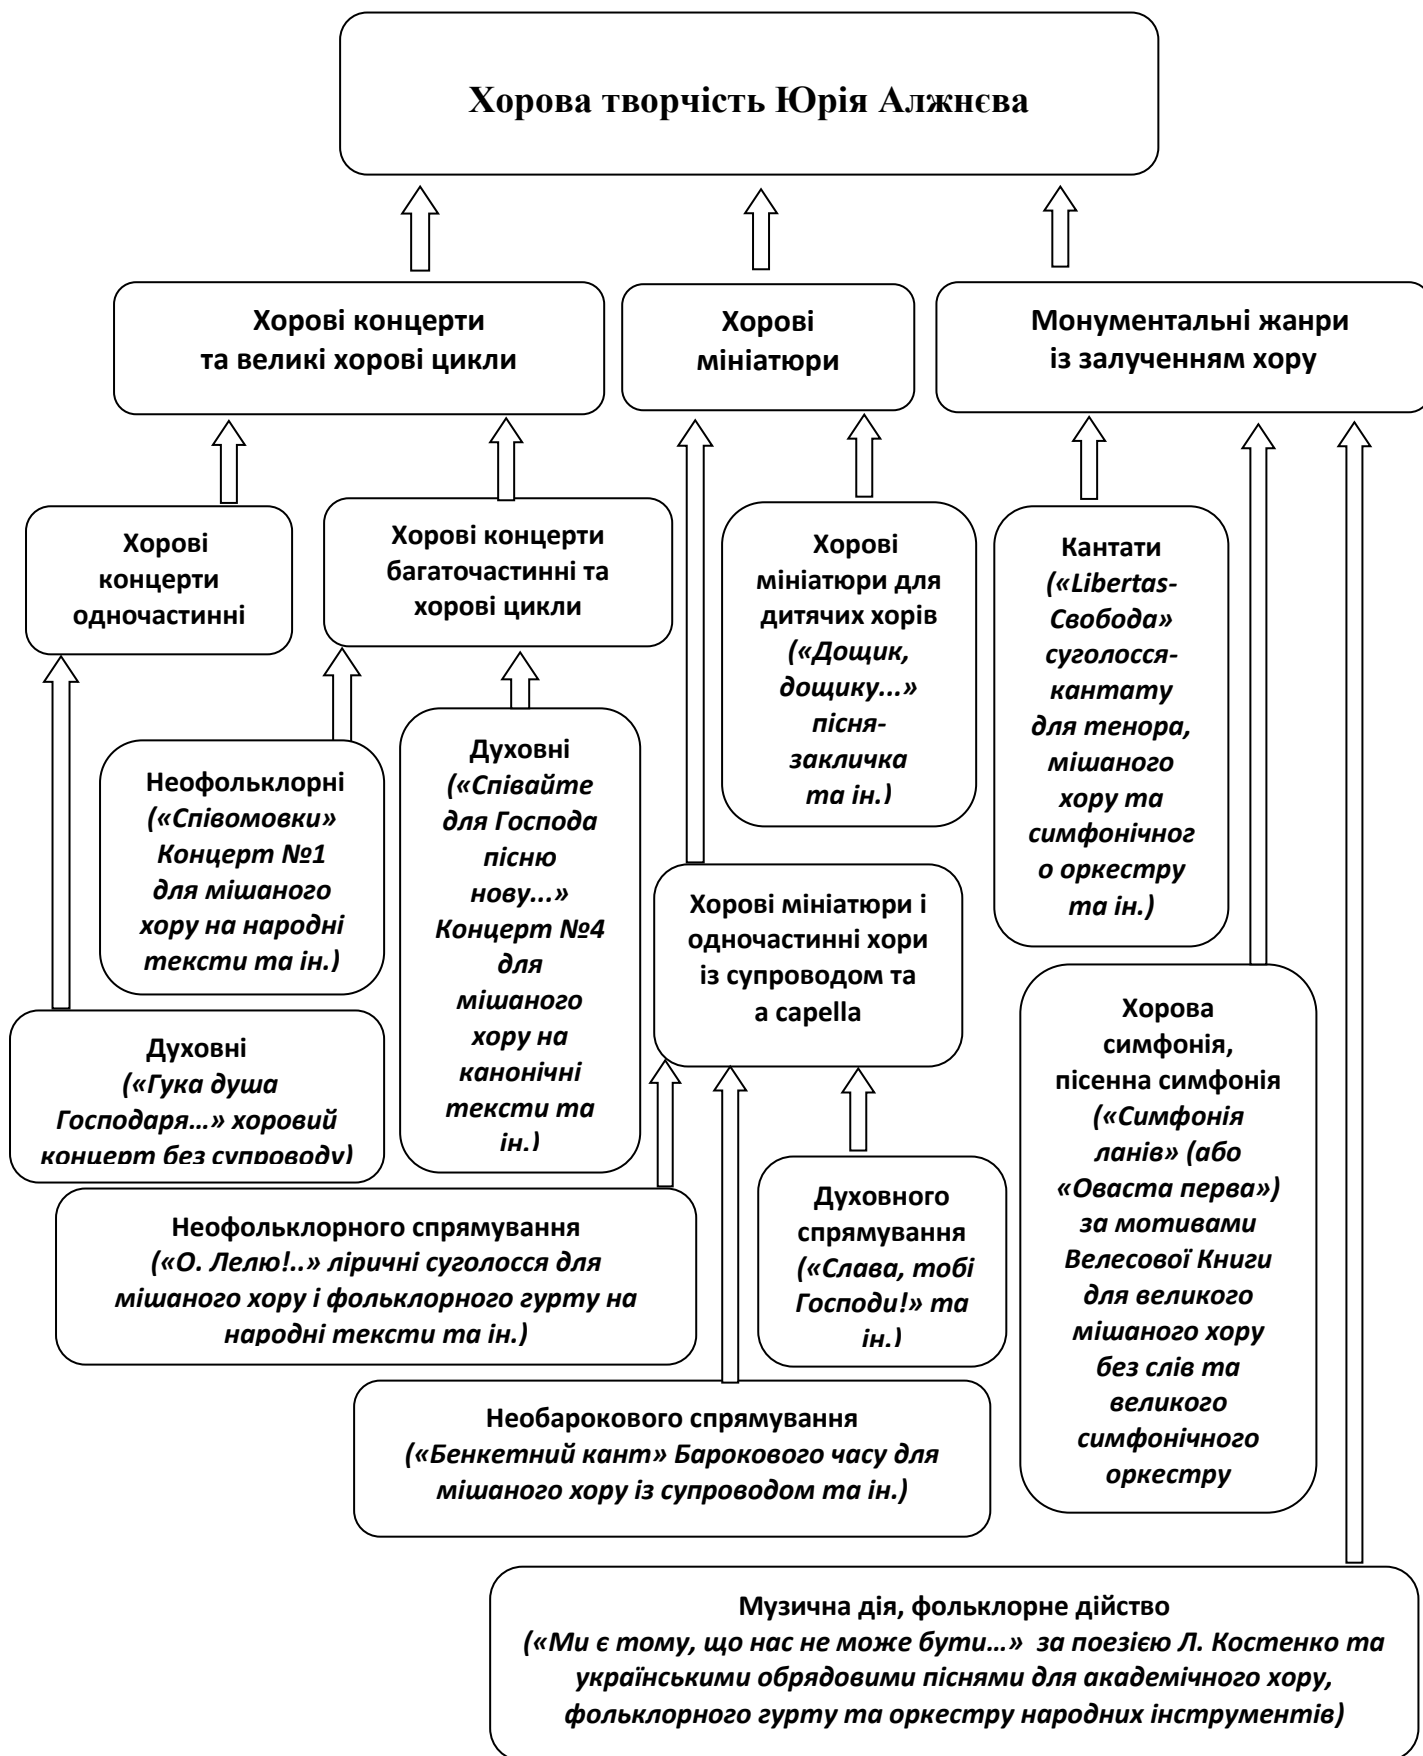 Хорова творчість Юрія Алжнєва
Хорові концерти
та великі хорові цикли
Хорові
мініатюри
Монументальні жанри
із залученням хору
Хорові
концерти
одночастинні
Хорові концерти
багаточастинні та
хорові цикли
Хорові
мініатюри для
дитячих хорів
(«Дощик,
дощику...»
пісня-
закличка
та ін.)
Кантати
(«Libertas-
Свобода»
суголосся-
кантату
для тенора,
мішаного
хору та
симфонічног
о оркестру
та ін.)
Неофольклорні
(«Співомовки»
Концерт №1
для мішаного
хору на народні
тексти та ін.)
Духовні
(«Співайте
для Господа
пісню
нову...»
Концерт №4
для
мішаного
хору на
канонічні
тексти та
ін.)
Хорові мініатюри і
одночастинні хори
із супроводом та
a capella
Духовні
(«Гука душа
Господаря…» хоровий
концерт без супроводу)
Хорова
симфонія,
пісенна симфонія
(«Симфонія
ланів» (або
«Оваста перва»)
за мотивами
Велесової Книги
для великого
мішаного хору
без слів та
великого
симфонічного
оркестру
Неофольклорного спрямування
(«О. Лелю!..» ліричні суголосся для
мішаного хору і фольклорного гурту на
народні тексти та ін.)
Духовного
спрямування
(«Слава, тобі
Господи!» та
ін.)
Необарокового спрямування
(«Бенкетний кант» Барокового часу для
мішаного хору із супроводом та ін.)
Музична дія, фольклорне дійство
(«Ми є тому, що нас не може бути…» за поезією Л. Костенко та
українськими обрядовими піснями для академічного хору,
фольклорного гурту та оркестру народних інструментів)